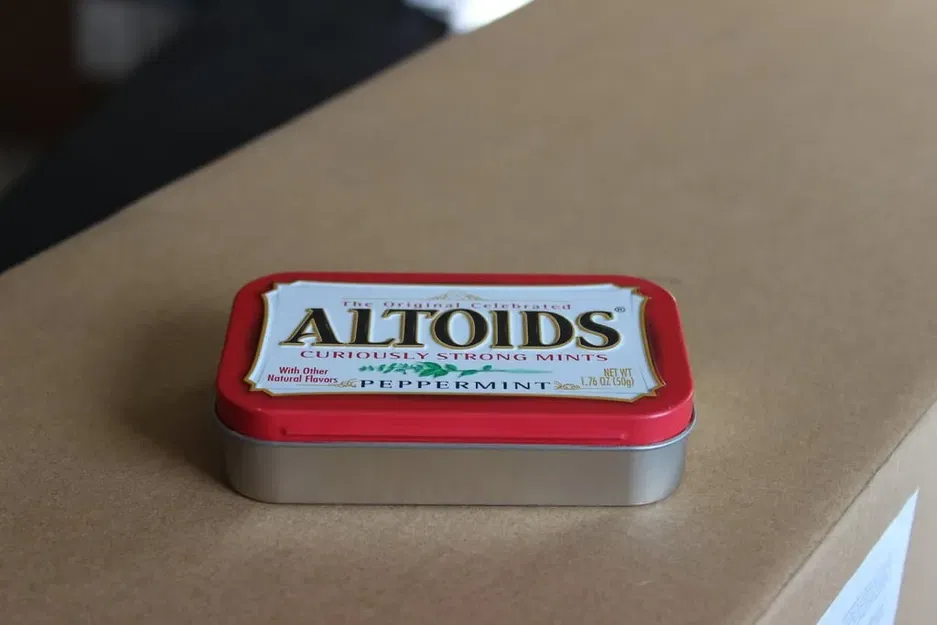 The Original Celebrated
ALTOIDS®
CURIOUSLY STRONG MINTS
With Other
Natural Flavors
PEPPERMINT
NET WT
1.76 OZ (50g)